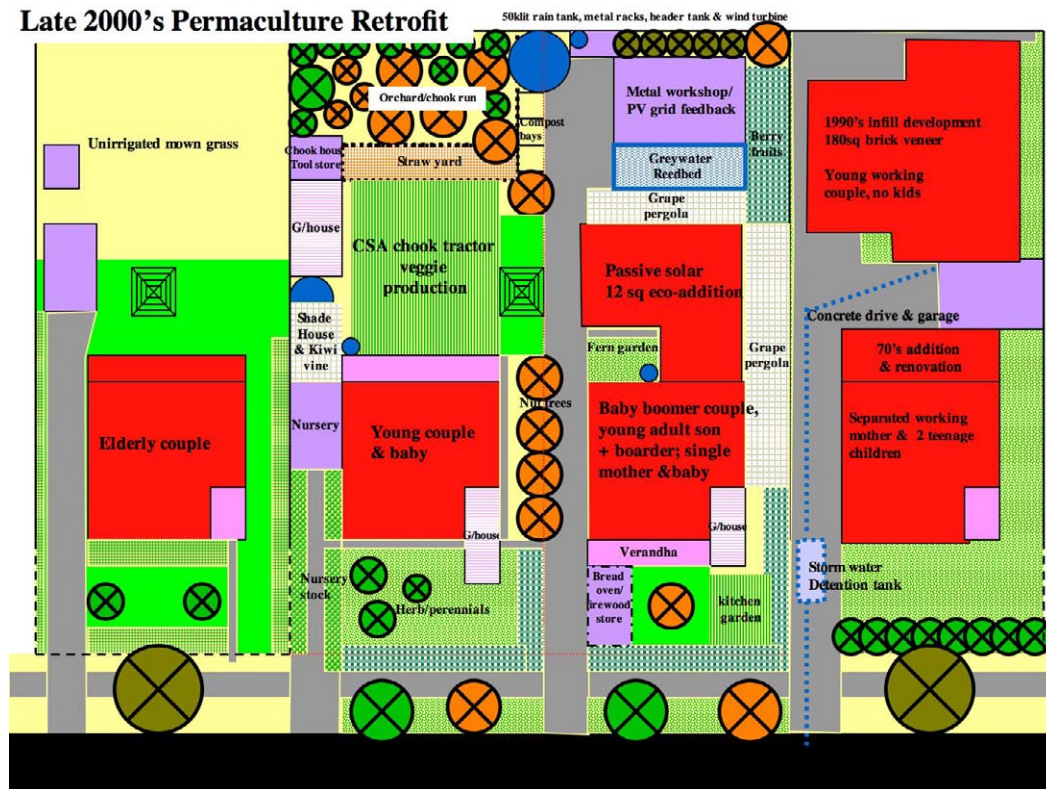 Late 2000's Permaculture Retrofit
50klit rain tank, metal racks, header tank & wind turbine
Unirrigated mown grass
Orchard/chook run
Chook hous
Tool store
Straw yard
Compost
bays
Metal workshop/
PV grid feedback
Greywater
Reedbed
Berry
fruits
1990's infill development
180sq brick veneer
Young working
couple, no kids
G/house
CSA chook tractor
veggie
production
Grape
pergola
Passive solar
12 sq eco-addition
Shade
House
& Kiwi
vine
Fern garden
Grape
pergola
Concrete drive & garage
70's addition
& renovation
Elderly couple
Nursery
Young couple
& baby
Nut trees
Baby boomer couple,
young adult son
+ boarder; single
mother &baby
Separated working
mother & 2 teenage
children
G/house
G/house
Verandha
Nursery
stock
Herb/perennials
Bread
oven/
firewood
store
kitchen
garden
Storm water
Detention tank